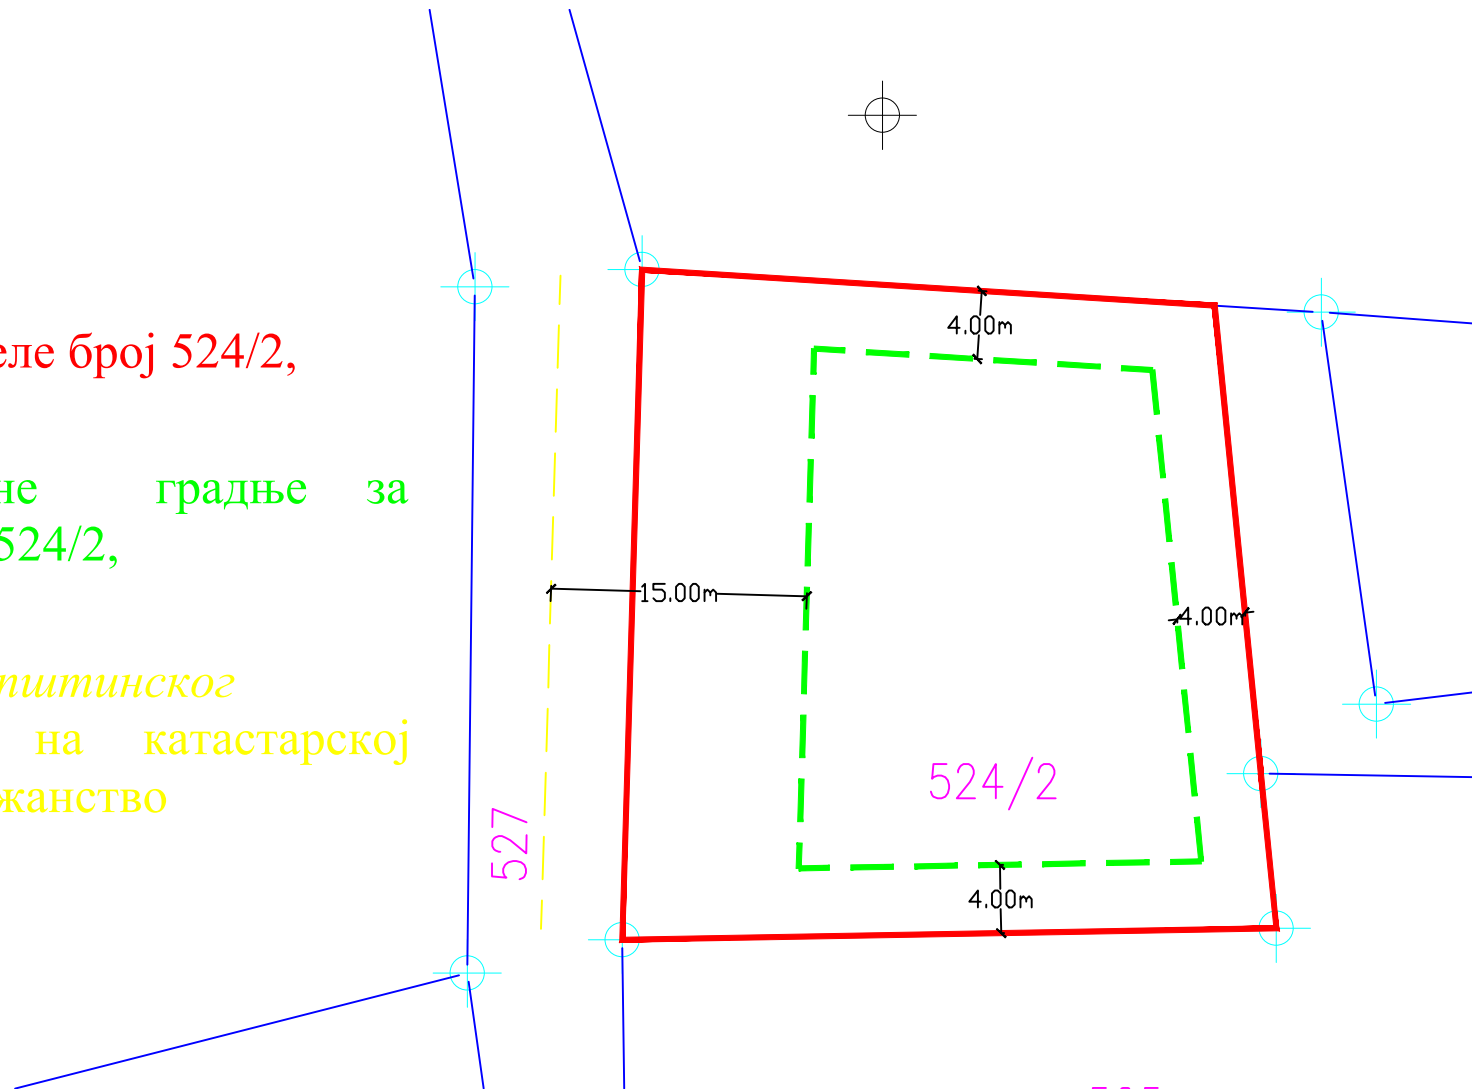 еле број 524/2,
не градње за
524/2,
пштинског
на катастарској
жанство
4.00m
15.00m
4.00m
524/2
527
4.00m